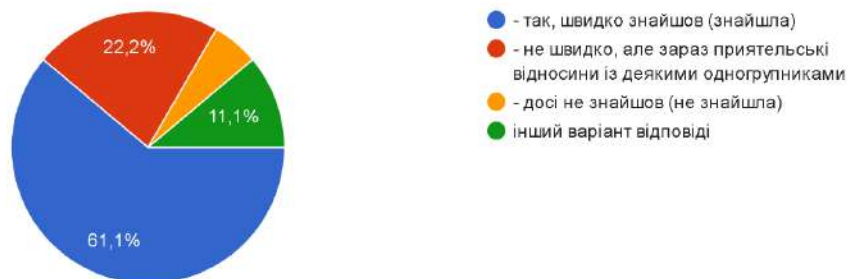 22,2%
11,1%
61,1%
- так, швидко знайшов (знайшла)
- не швидко, але зараз приятельські
відносини із деякими одногрупниками
- досі не знайшов (не знайшла)
інший варіант відповіді